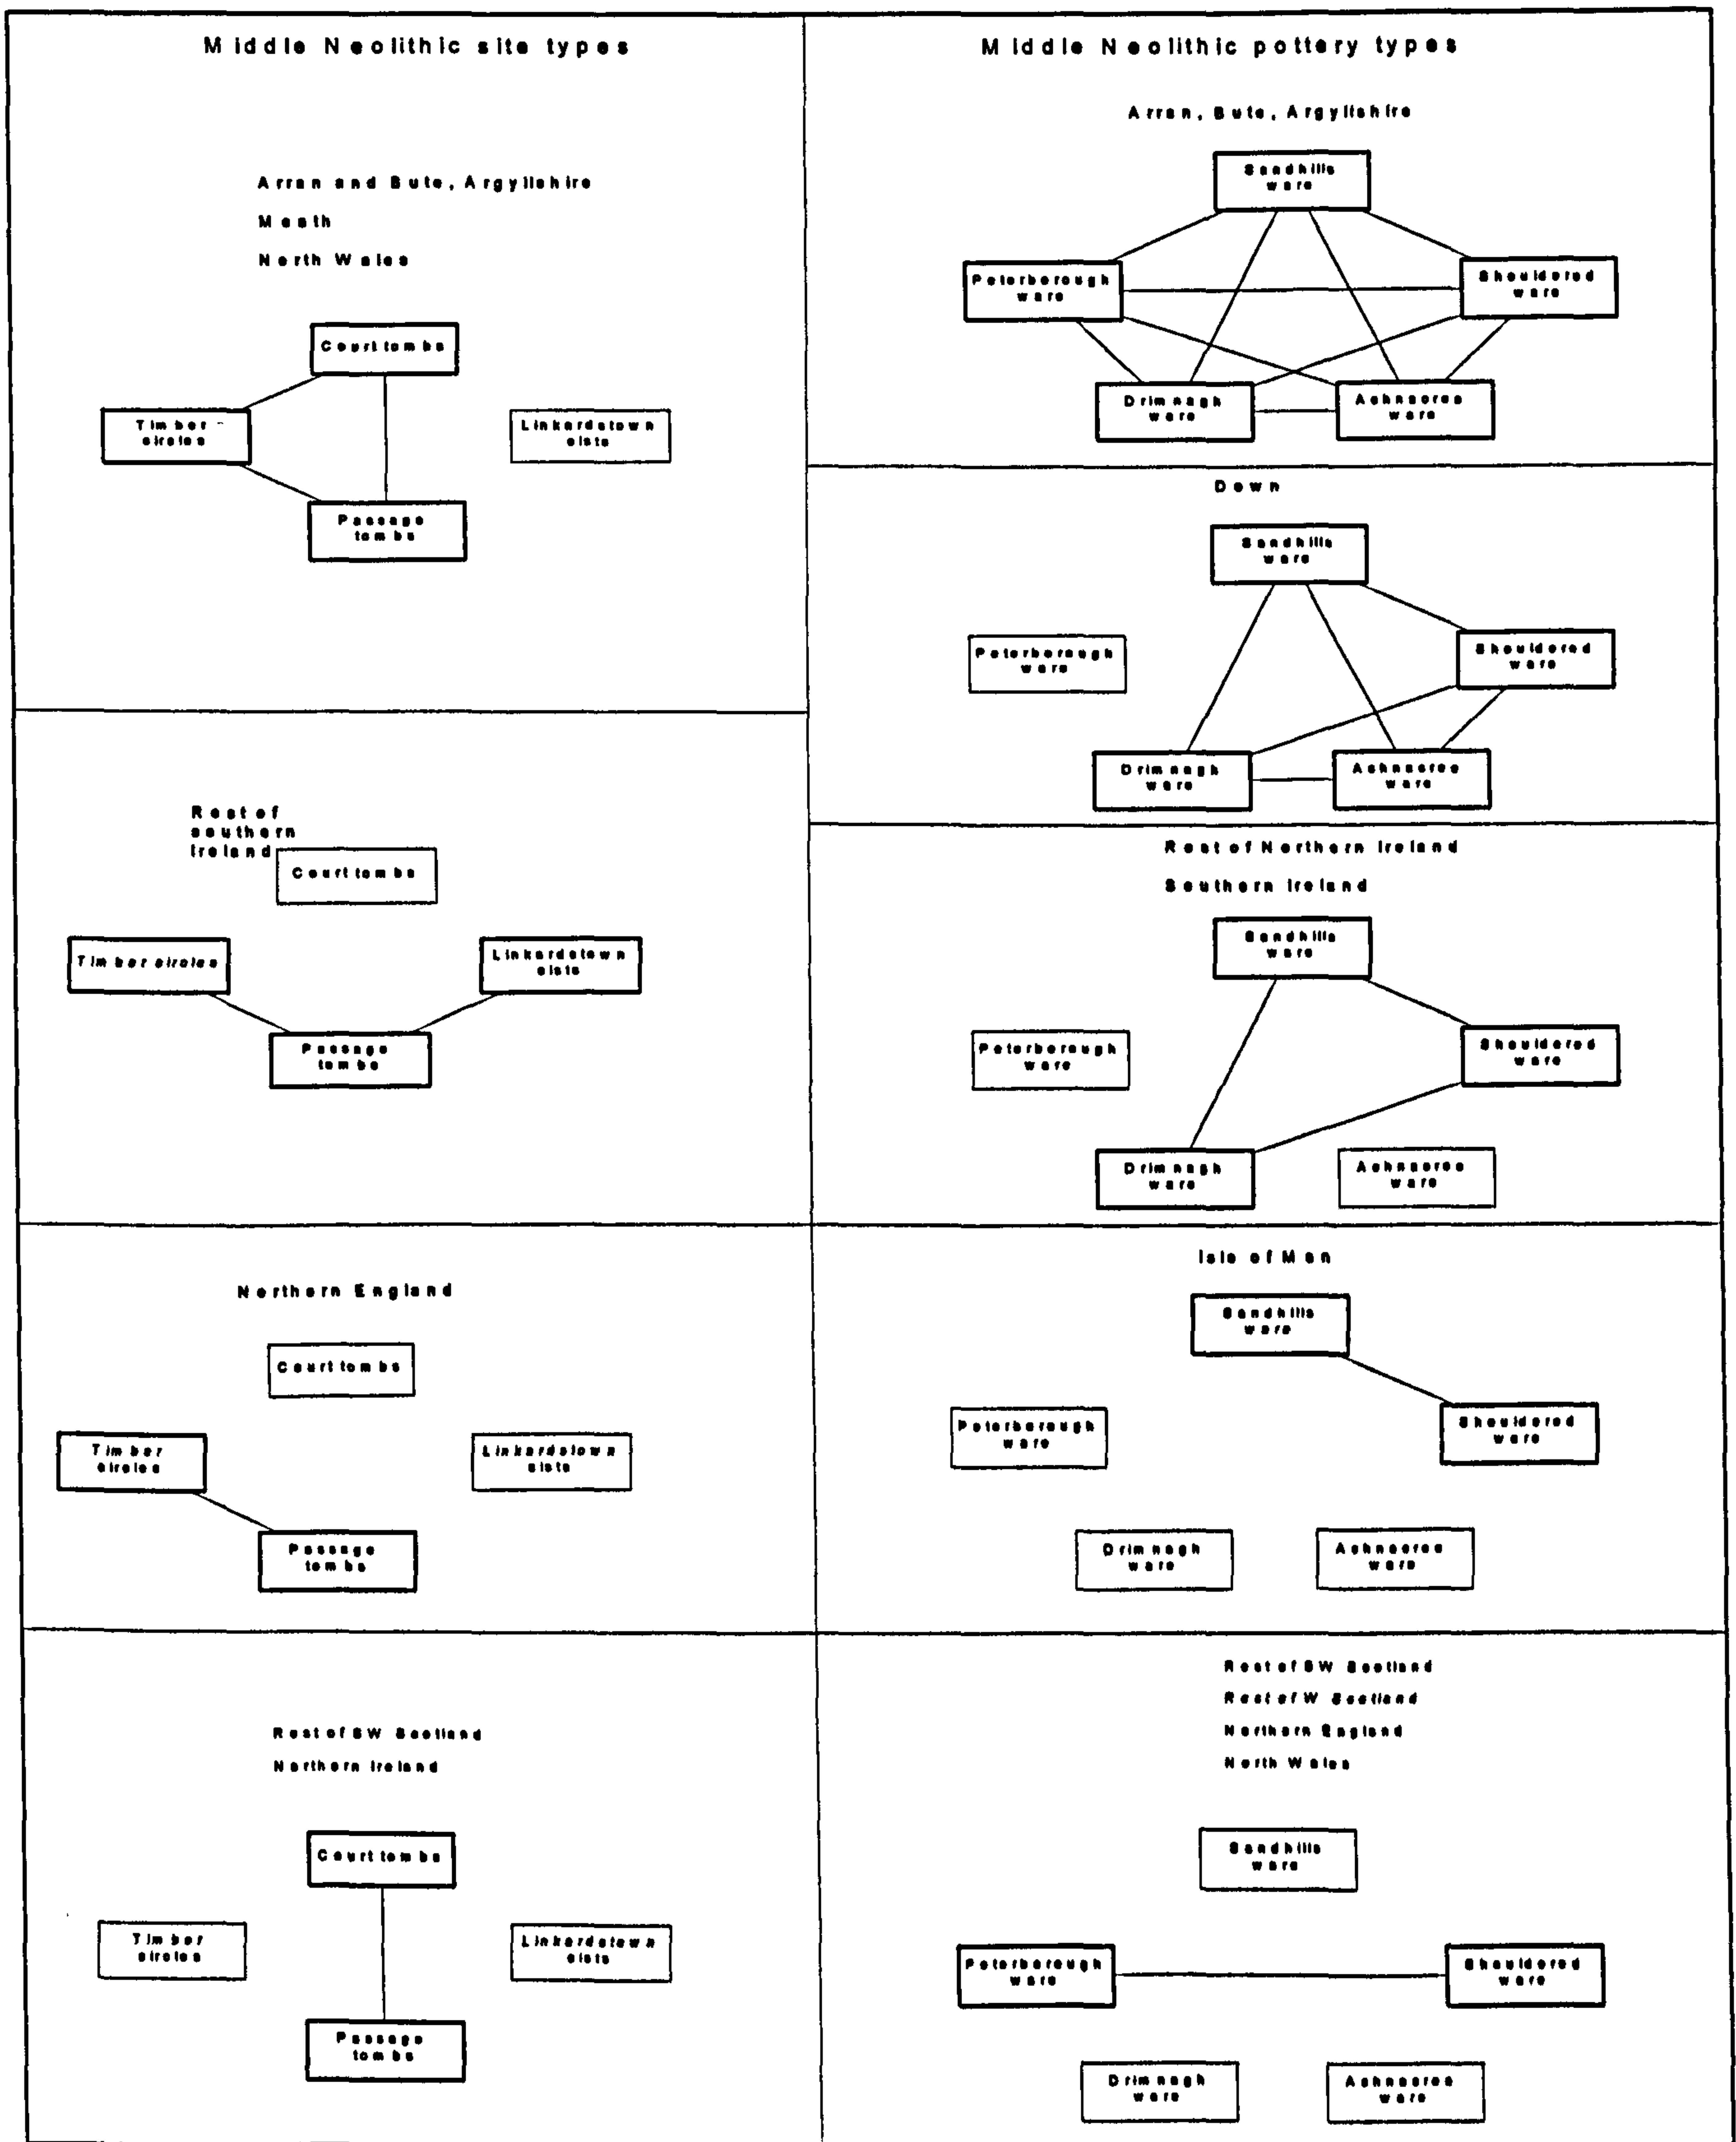 Middle Neolithic site types
Arran and Bute, Argyllshire
Meath
North Wales
Court tombs
Timber
circles
Linkardstown
cists
Passage
tombs
Rest of
southern
Ireland
Court tombs
Timber circles
Linkardstown
cists
Passage
tombs
Northern England
Court tombs
Timber
circles
Linkardstown
cists
Passage
tombs
Rest of SW Scotland
Northern Ireland
Court tombs
Timber
circles
Linkardstown
cists
Passage
tombs
Middle Neolithic pottery types
Arran, Bute, Argyllshire
Sandhills
ware
Peterborough
ware
Shouldered
ware
Drimnagh
ware
Achnacree
ware
Down
Sandhills
ware
Peterborough
ware
Shouldered
ware
Drimnagh
ware
Achnacree
ware
Rest of Northern Ireland
Southern Ireland
Sandhills
ware
Peterborough
ware
Shouldered
ware
Drimnagh
ware
Achnacree
ware
Isle of Man
Sandhills
ware
Peterborough
ware
Shouldered
ware
Drimnagh
ware
Achnacree
ware
Rest of SW Scotland
Rest of W Scotland
Northern England
North Wales
Sandhills
ware
Peterborough
ware
Shouldered
ware
Drimnagh
ware
Achnacree
ware